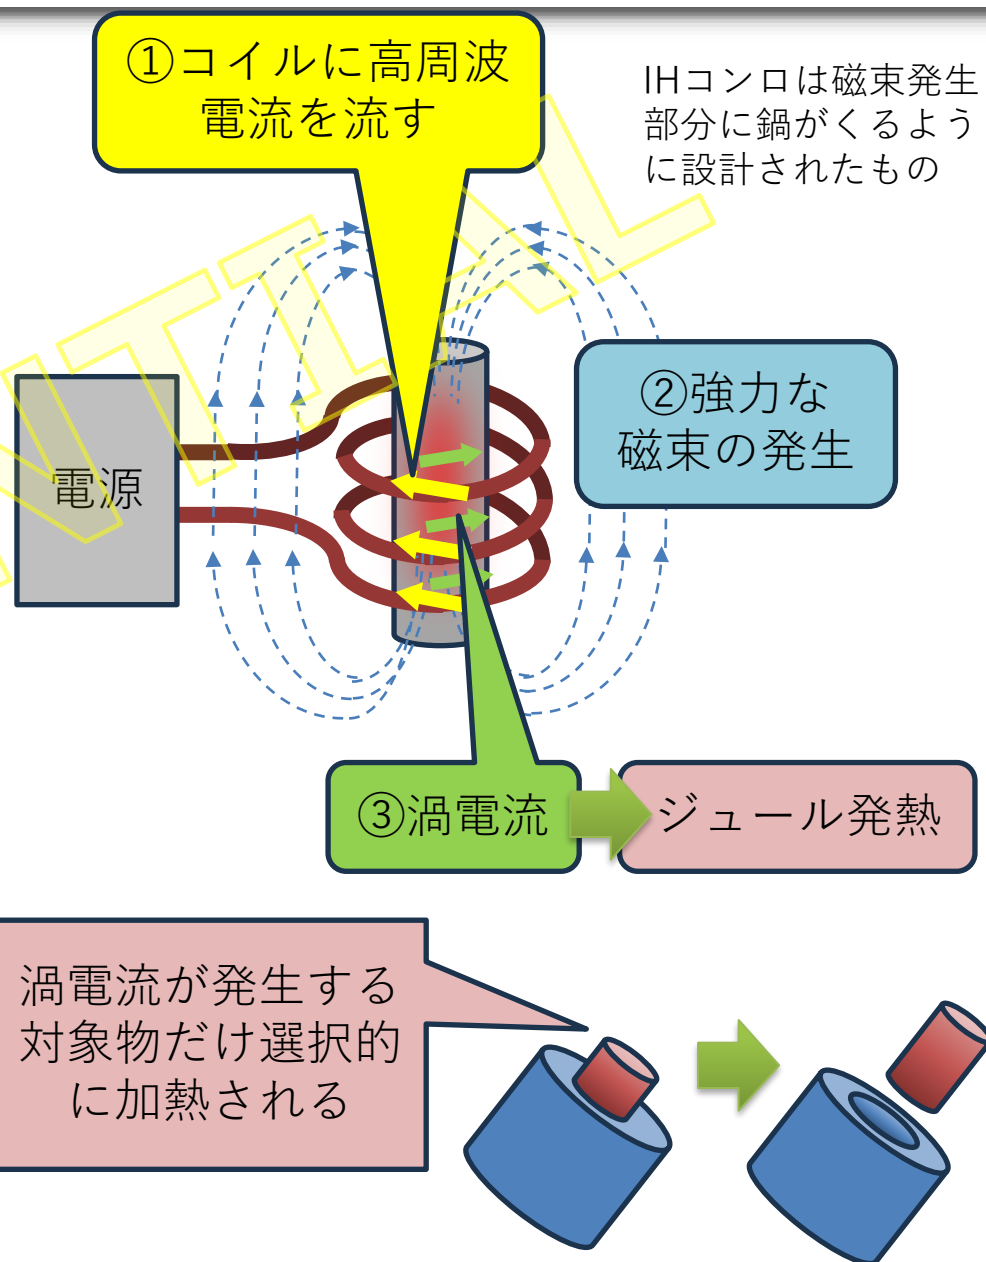 ①コイルに高周波
電流を流す
IHコンロは磁束発生
部分に鍋がくるよう
に設計されたもの
電源
②強力な
磁束の発生
③渦電流
ジュール発熱
渦電流が発生する
対象物だけ選択的
に加熱される